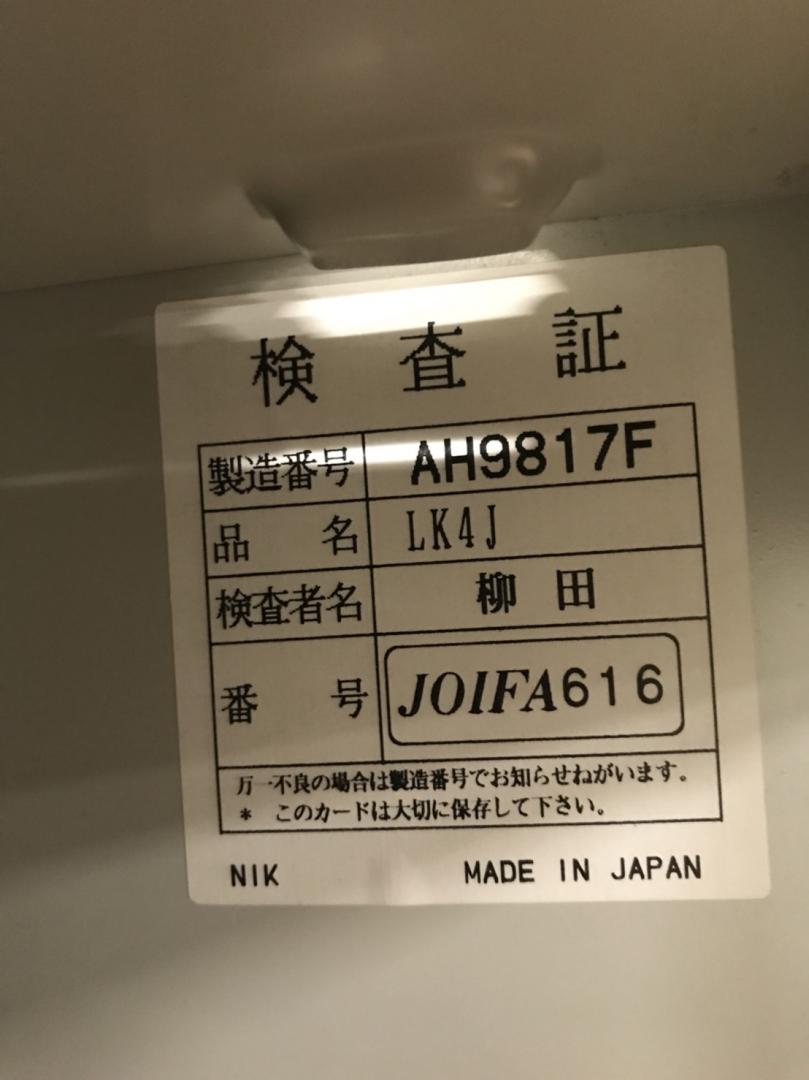 検査証
製造番号 AH9817F
品名 LK4J
検査者名 柳田
番号 JOIFA616
万一不良の場合は製造番号でお知らせねがいます。
* このカードは大切に保存して下さい。
NIK MADE IN JAPAN